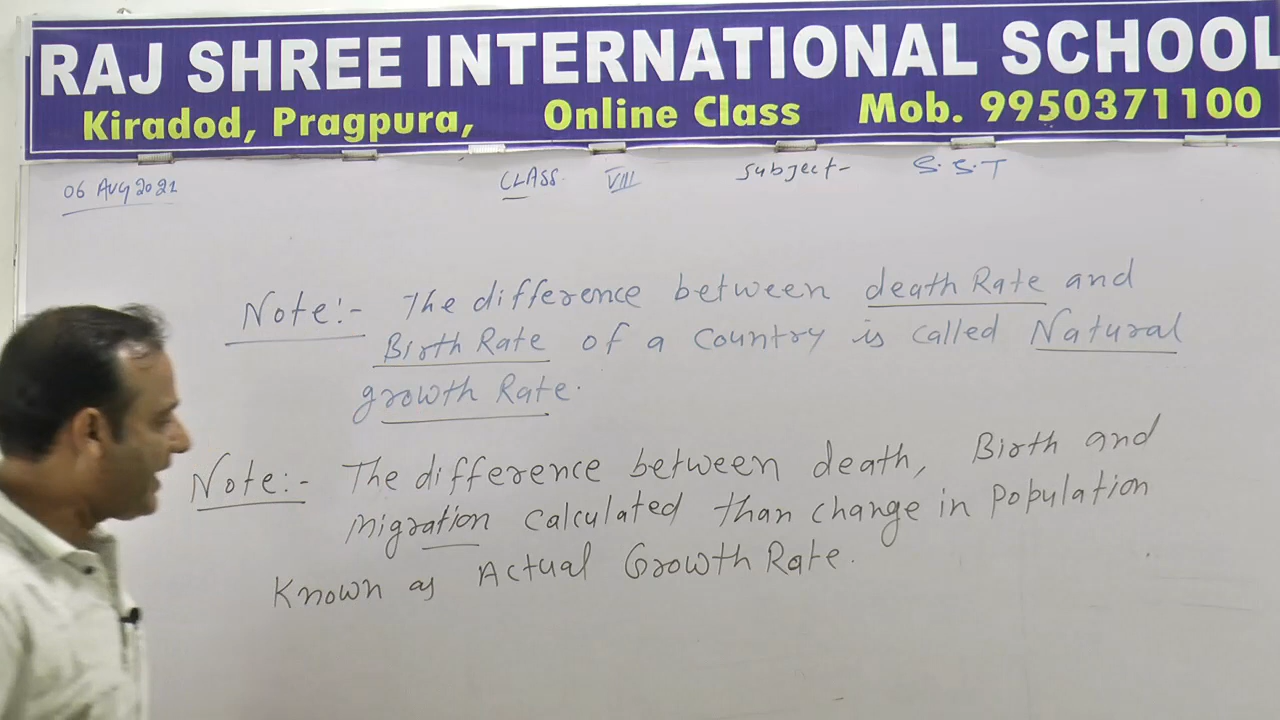 RAJ SHREE INTERNATIONAL SCHOOL
Kiradod, Pragpura, Online Class Mob. 9950371100
06 Aug 2021 CLASS VIII Subject- S.S.T
Note:- The difference between death Rate and
Birth Rate of a country is called Natural
growth Rate.
Note:- The difference between death, Birth and
migration calculated than change in population
Known as Actual Growth Rate.